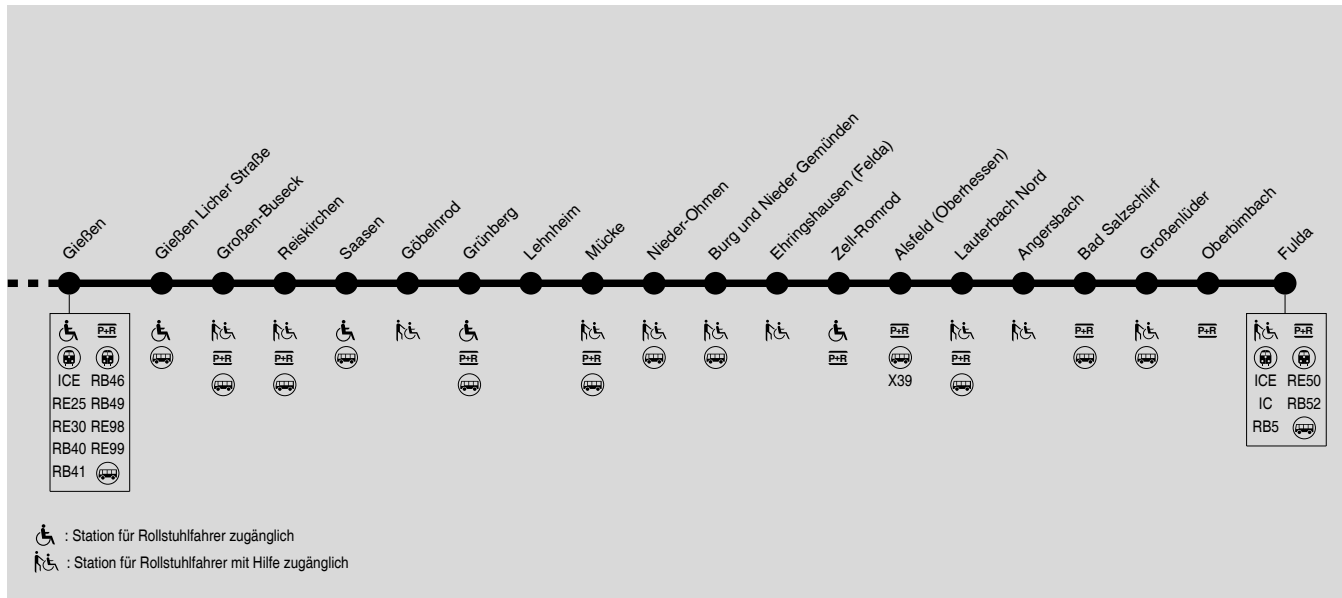 Gießen
Gießen Licher Straße
Großen-Buseck
Reiskirchen
Saasen
Göbelnrod
Grünberg
Lehnheim
Mücke
Nieder-Ohmen
Burg und Nieder Gemünden
Ehringshausen (Felda)
Zell-Romrod
Alsfeld (Oberhessen)
Lauterbach Nord
Angersbach
Bad Salzschlirf
Großenlüder
Oberbimbach
Fulda
P+R
ICE RB46
RE25 RB49
RE30 RE98
RB40 RE99
RB41
P+R
P+R
P+R
P+R
P+R
P+R
X39
P+R
P+R
P+R
P+R
ICE RE50
IC RB52
RB5
: Station für Rollstuhlfahrer zugänglich
: Station für Rollstuhlfahrer mit Hilfe zugänglich